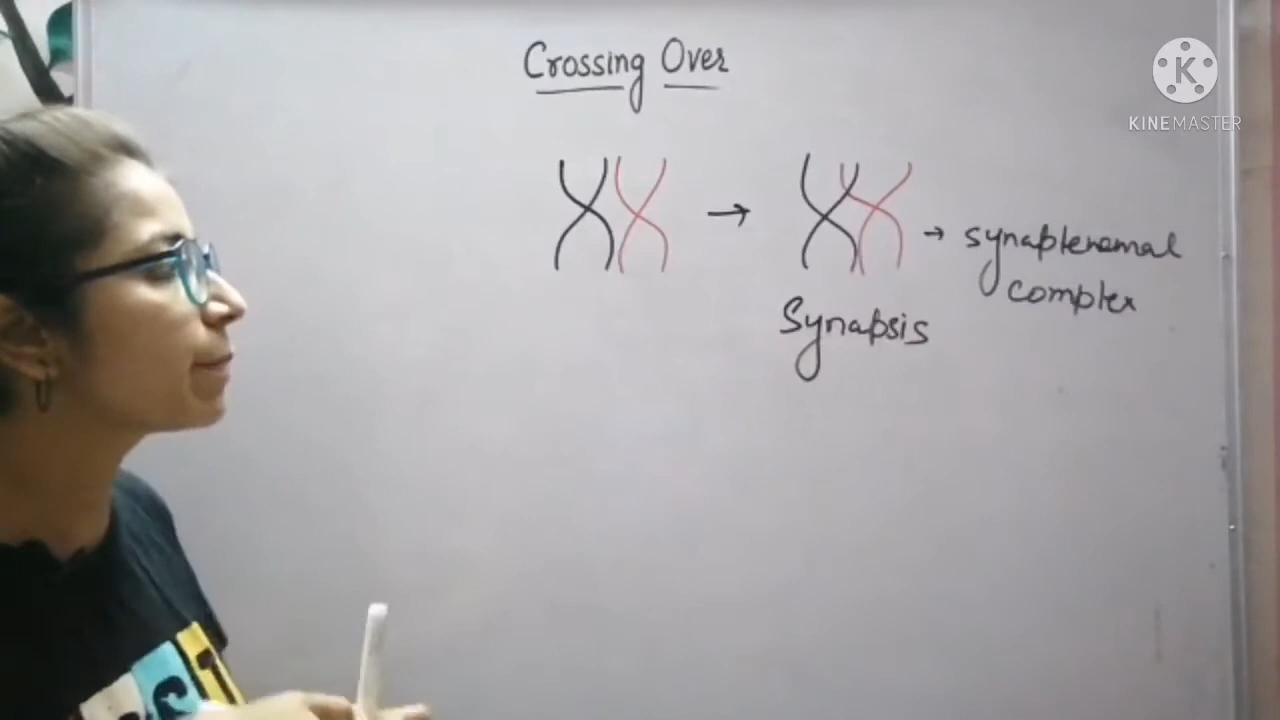 Crossing Over
K
KINEMASTER
→ synaptenemal
complex
Synapsis